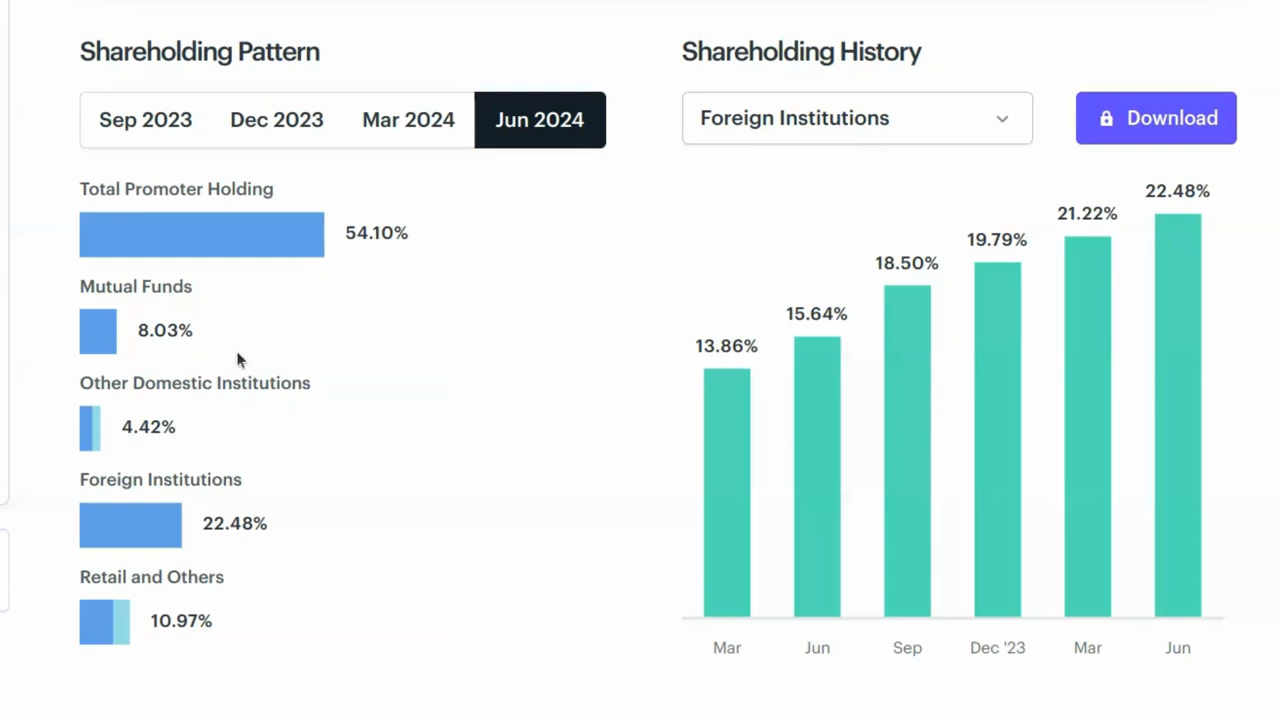 Shareholding Pattern
Sep 2023 Dec 2023 Mar 2024 Jun 2024
Total Promoter Holding
54.10%
Mutual Funds
8.03%
Other Domestic Institutions
4.42%
Foreign Institutions
22.48%
Retail and Others
10.97%
Shareholding History
Foreign Institutions
Download
13.86%
15.64%
18.50%
19.79%
21.22%
22.48%
Mar Jun Sep Dec '23 Mar Jun